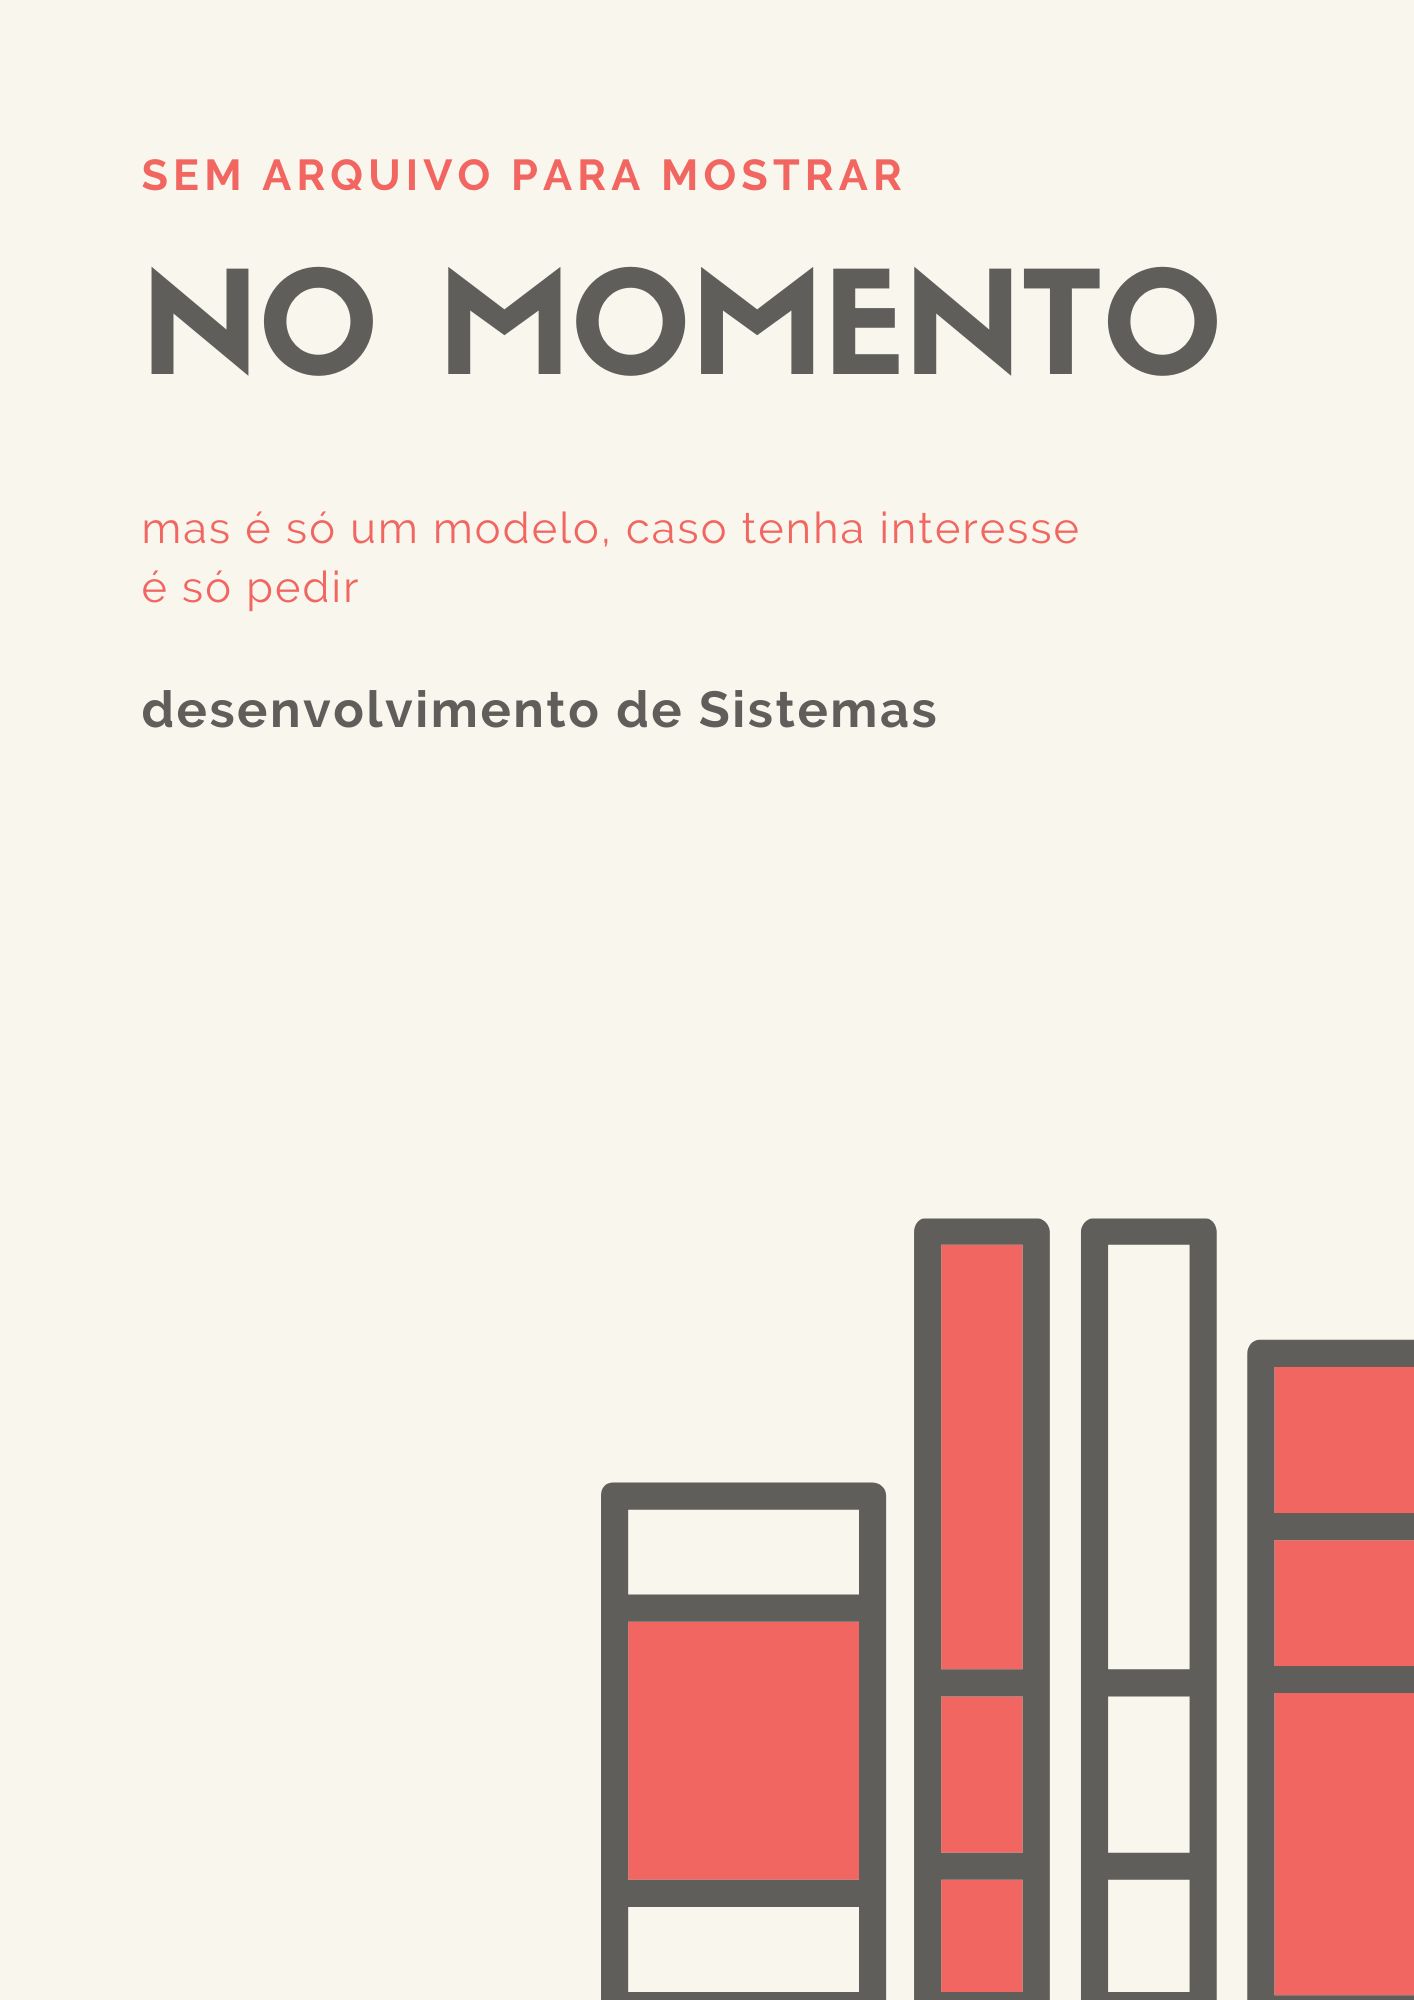 SEM ARQUIVO PARA MOSTRAR
NO MOMENTO
mas é só um modelo, caso tenha interesse
é só pedir
desenvolvimento de Sistemas